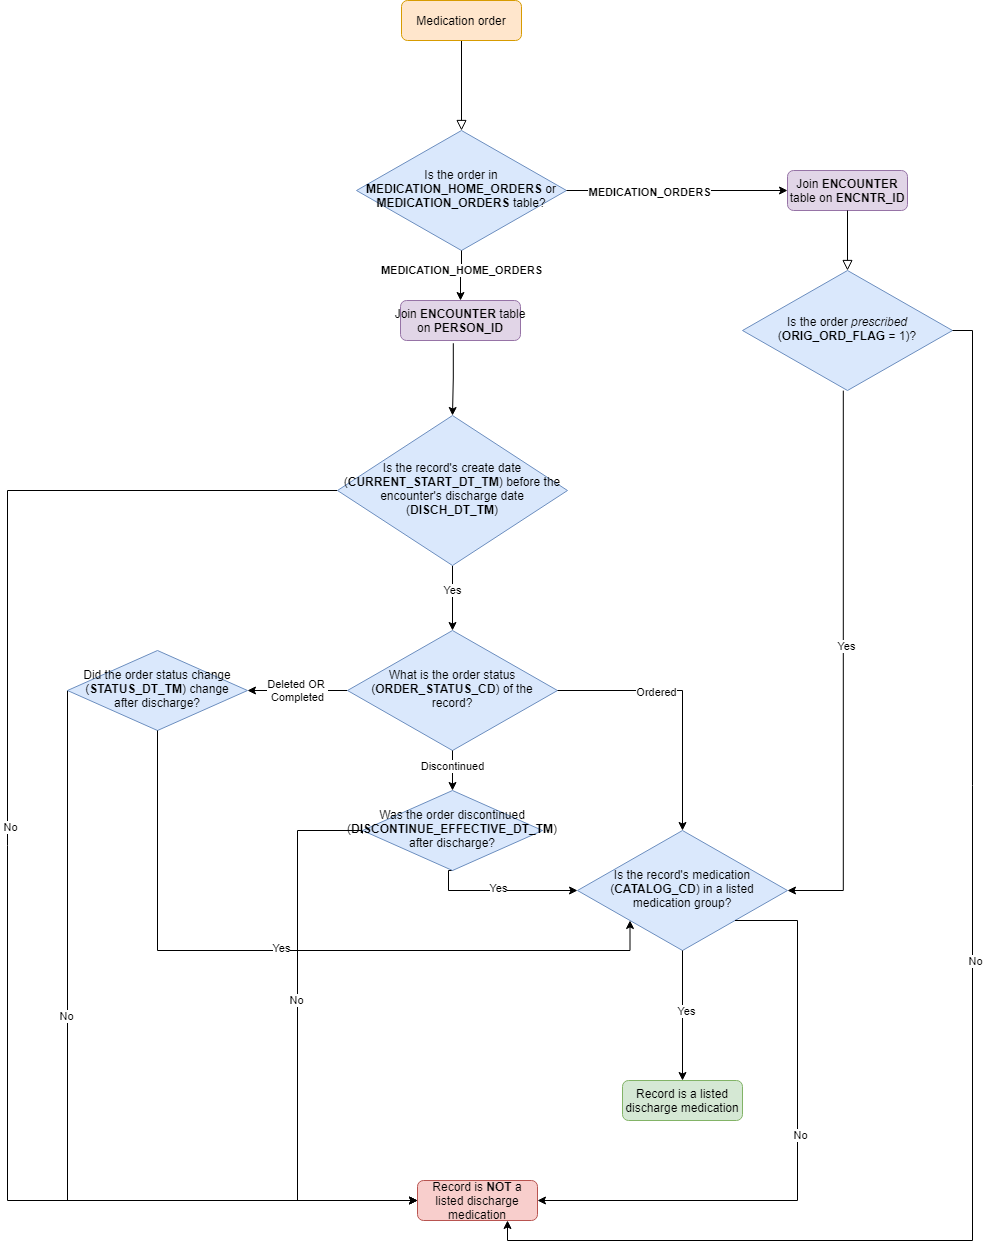 Medication order
Is the order in
MEDICATION_HOME_ORDERS or
MEDICATION_ORDERS table?
MEDICATION_ORDERS
Join ENCOUNTER
table on ENCNTR_ID
MEDICATION_HOME_ORDERS
Join ENCOUNTER table
on PERSON_ID
Is the order prescribed
(ORIG_ORD_FLAG = 1)?
Is the record's create date
(CURRENT_START_DT_TM) before the
encounter's discharge date
(DISCH_DT_TM)
Yes
Yes
Did the order status change
(STATUS_DT_TM) change
after discharge?
Deleted OR
Completed
What is the order status
(ORDER_STATUS_CD) of the
record?
Ordered
Discontinued
Was the order discontinued
(DISCONTINUE_EFFECTIVE_DT_TM)
after discharge?
No
Is the record's medication
(CATALOG_CD) in a listed
medication group?
Yes
Yes
No
No
Yes
No
Record is a listed
discharge medication
No
Record is NOT a
listed discharge
medication